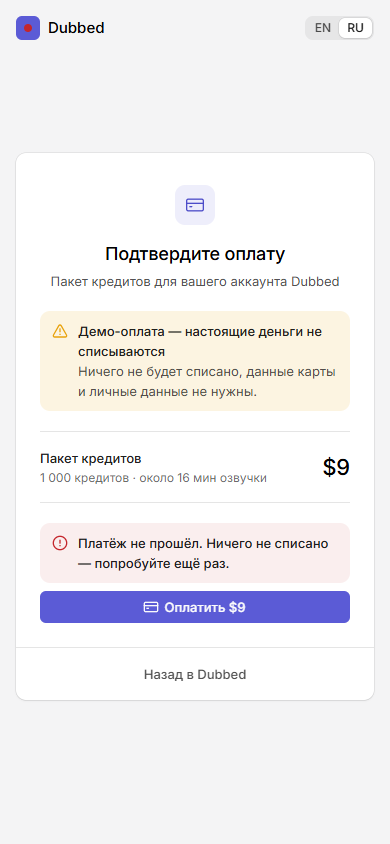 Dubbed
EN RU
Подтвердите оплату
Пакет кредитов для вашего аккаунта Dubbed
Демо-оплата — настоящие деньги не
списываются
Ничего не будет списано, данные карты
и личные данные не нужны.
Пакет кредитов
$9
1 000 кредитов · около 16 мин озвучки
Платёж не прошёл. Ничего не списано
— попробуйте ещё раз.
Оплатить $9
Назад в Dubbed